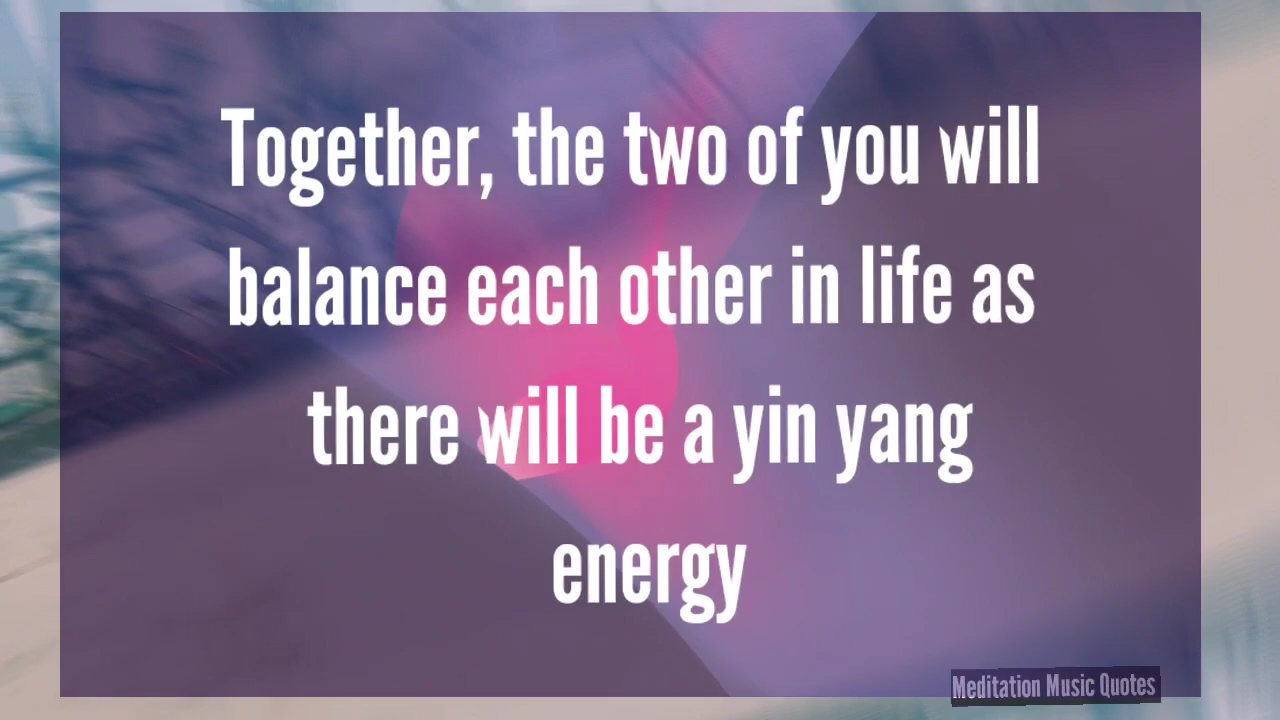 Together, the two of you will
balance each other in life as
there will be a yin yang
energy
Meditation Music Quotes